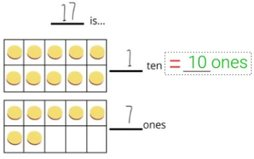 17 is...
1 ten = 10 ones
7 ones